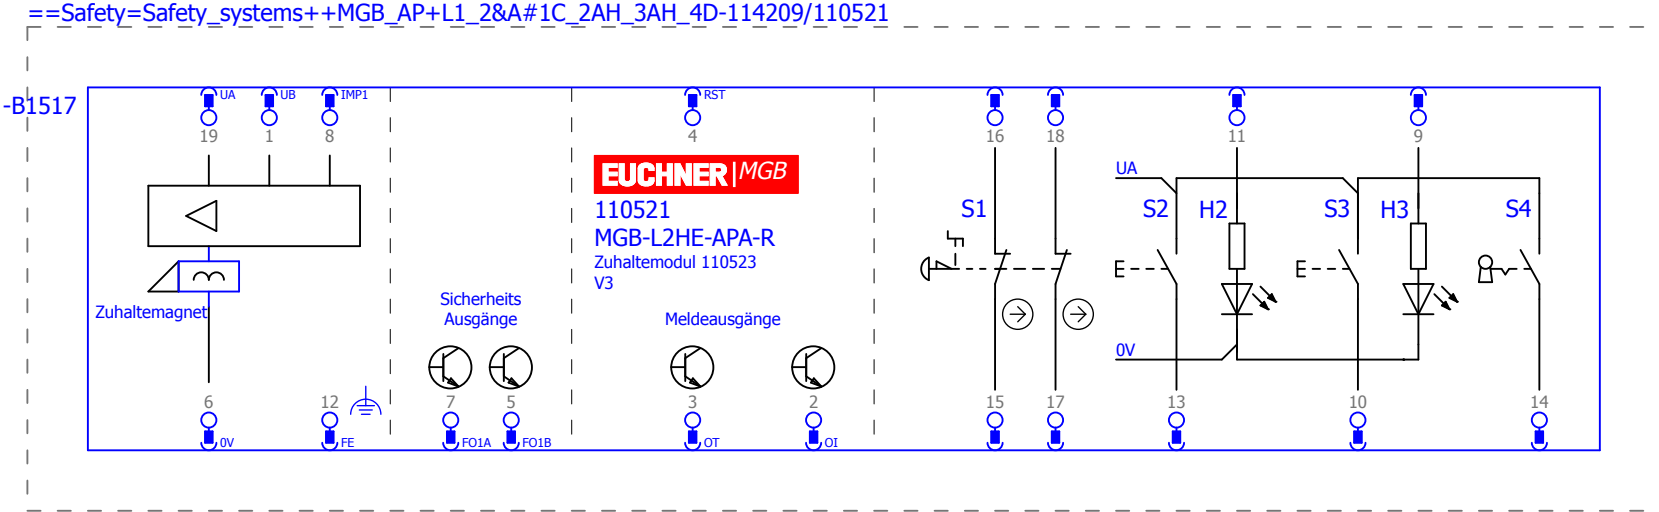 ==Safety=Safety_systems++MGB_AP+L1_2&A#1C_2AH_3AH_4D-114209/110521
-B1517
UA UB IMP1 RST
19 1 8 4 16 18 11 9
EUCHNER|MGB
110521
MGB-L2HE-APA-R
Zuhaltemodul 110523
V3
UA
S1 S2 H2 S3 H3 S4
Zuhaltemagnet
Sicherheits
Ausgänge
Meldeausgänge
0V
6 12 7 5 3 2 15 17 13 10 14
0V FE FO1A FO1B OT OI